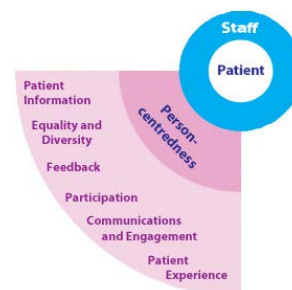 Staff
Patient
Person-
centredness
Patient
Information
Equality and
Diversity
Feedback
Participation
Communications
and Engagement
Patient
Experience